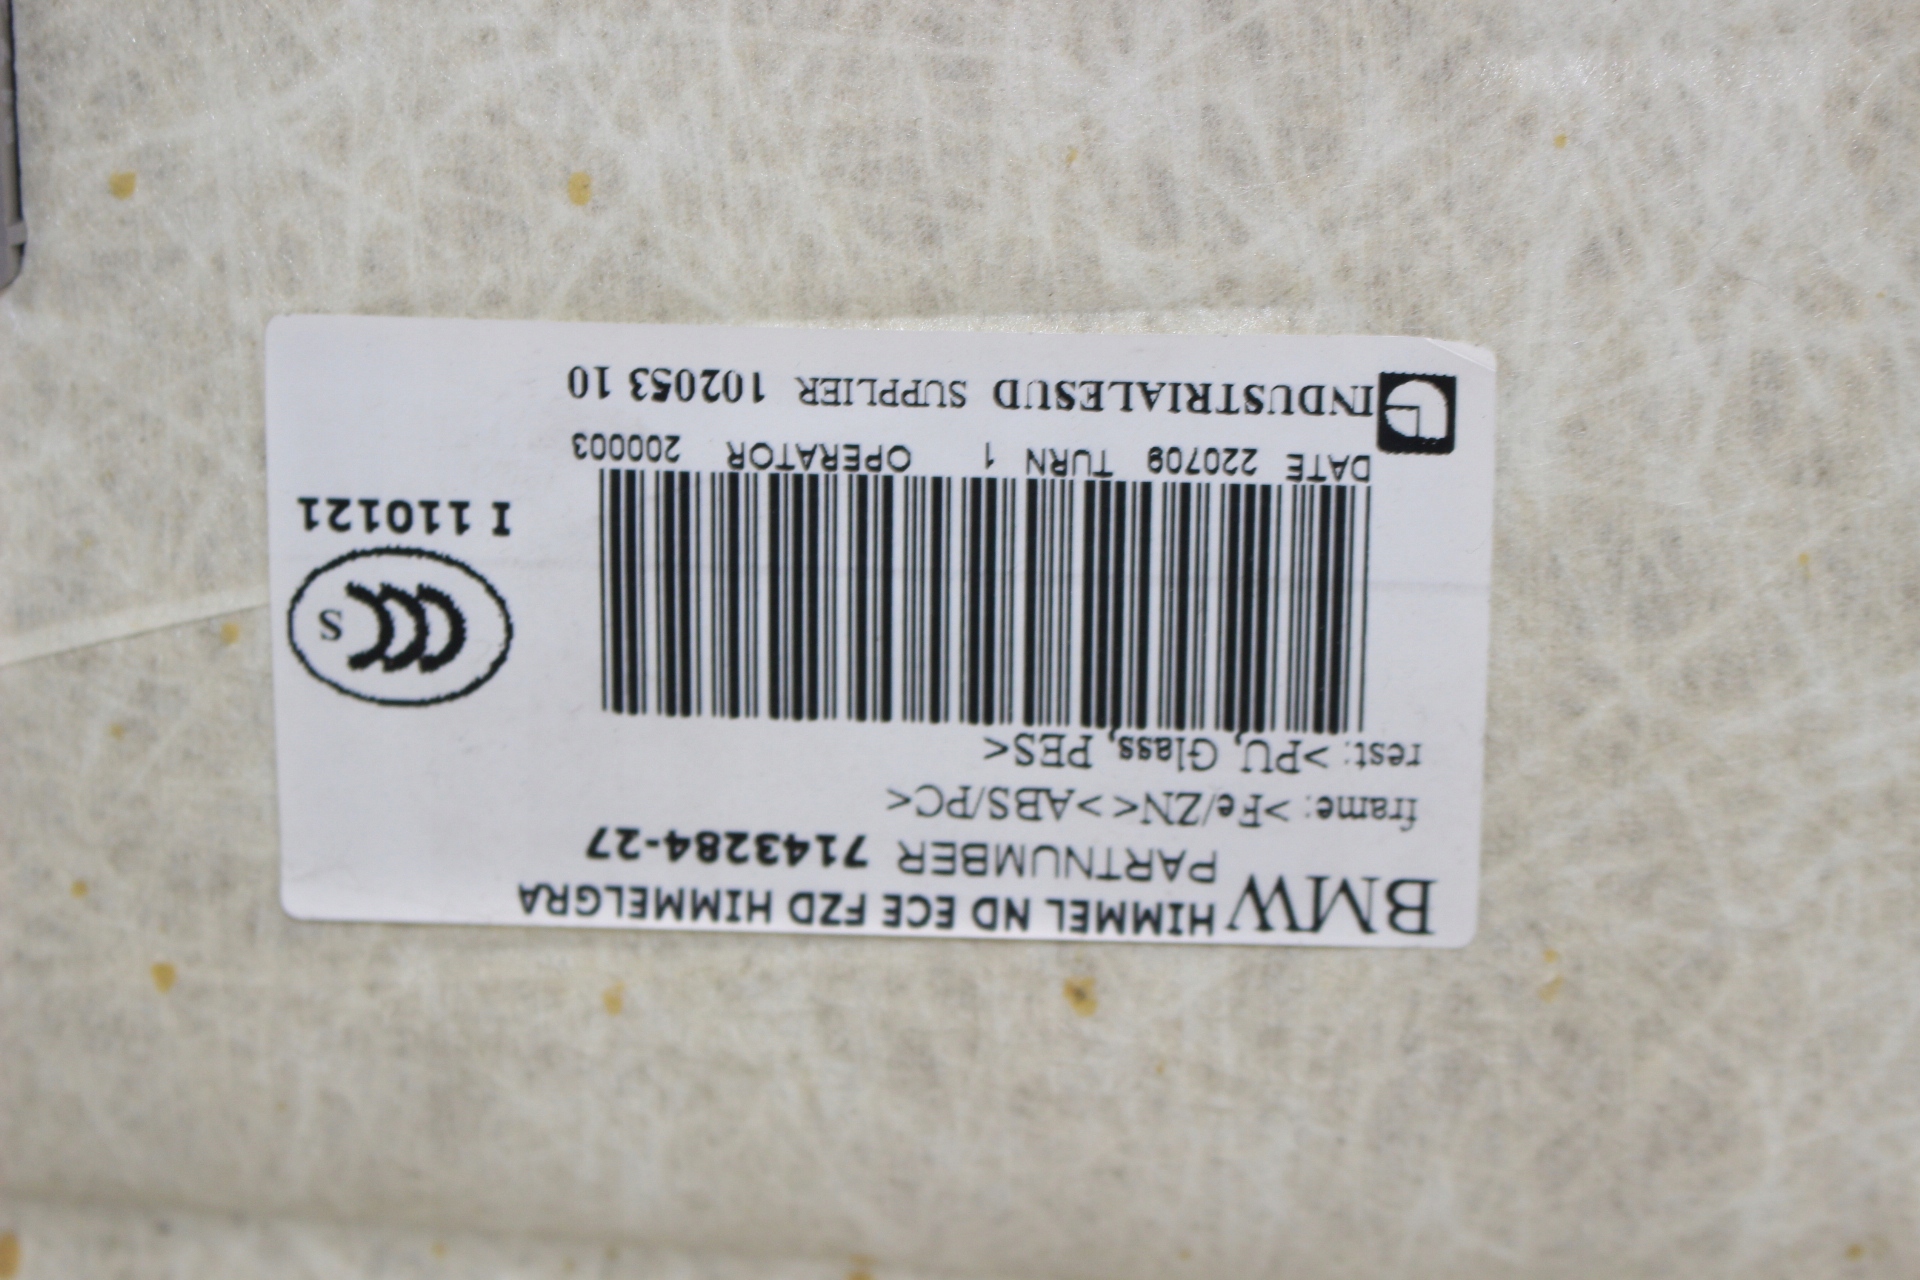 BMW HIMMEL ND ECE FZD HIMMELGRA
PARTNUMBER 7143284-27
frame: >Fe/ZN< >ABS/PC<
rest: >PU, Glass, PES<
CCC S
I 110121
DATE 220709 TURN 1 OPERATOR 200003
INDUSTRIALESUD SUPPLIER 102053 10